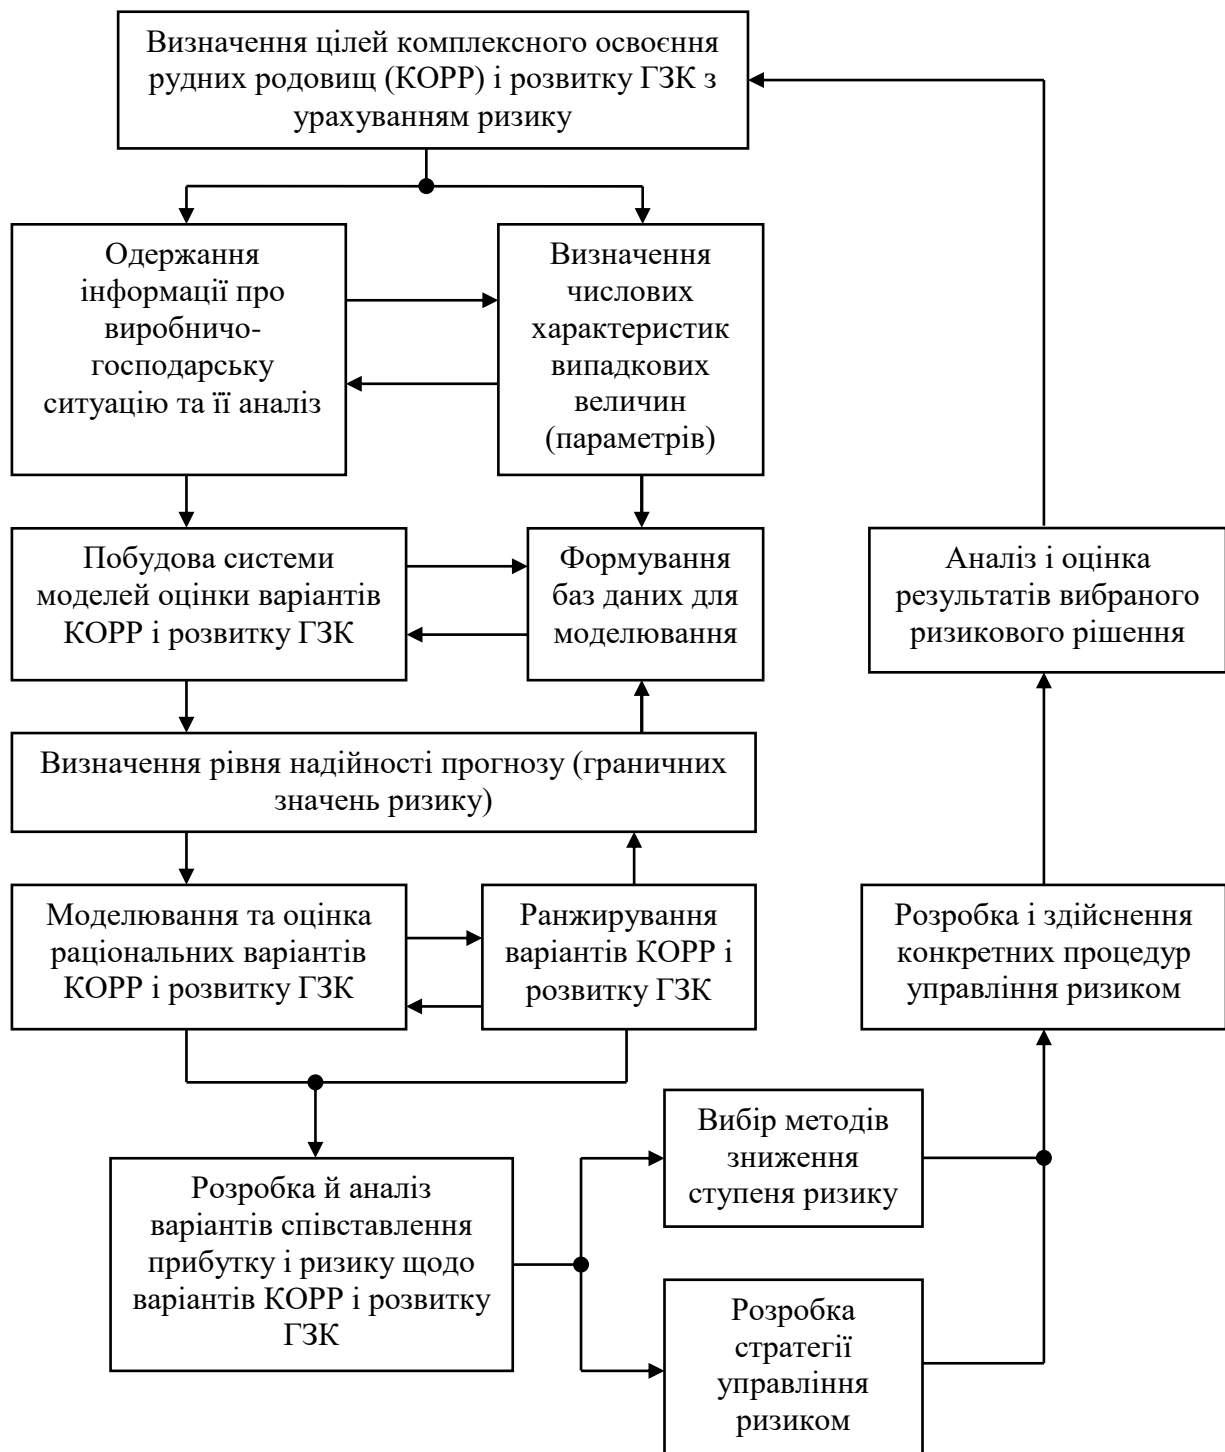 Визначення цілей комплексного освоєння
рудних родовищ (КОРР) і розвитку ГЗК з
урахуванням ризику
Одержання
інформації про
виробничо-
господарську
ситуацію та її аналіз
Визначення
числових
характеристик
випадкових
величин
(параметрів)
Побудова системи
моделей оцінки варіантів
КОРР і розвитку ГЗК
Формування
баз даних для
моделювання
Аналіз і оцінка
результатів вибраного
ризикового рішення
Визначення рівня надійності прогнозу (граничних
значень ризику)
Моделювання та оцінка
раціональних варіантів
КОРР і розвитку ГЗК
Ранжирування
варіантів КОРР і
розвитку ГЗК
Розробка і здійснення
конкретних процедур
управління ризиком
Вибір методів
зниження
ступеня ризику
Розробка й аналіз
варіантів співставлення
прибутку і ризику щодо
варіантів КОРР і розвитку
ГЗК
Розробка
стратегії
управління
ризиком